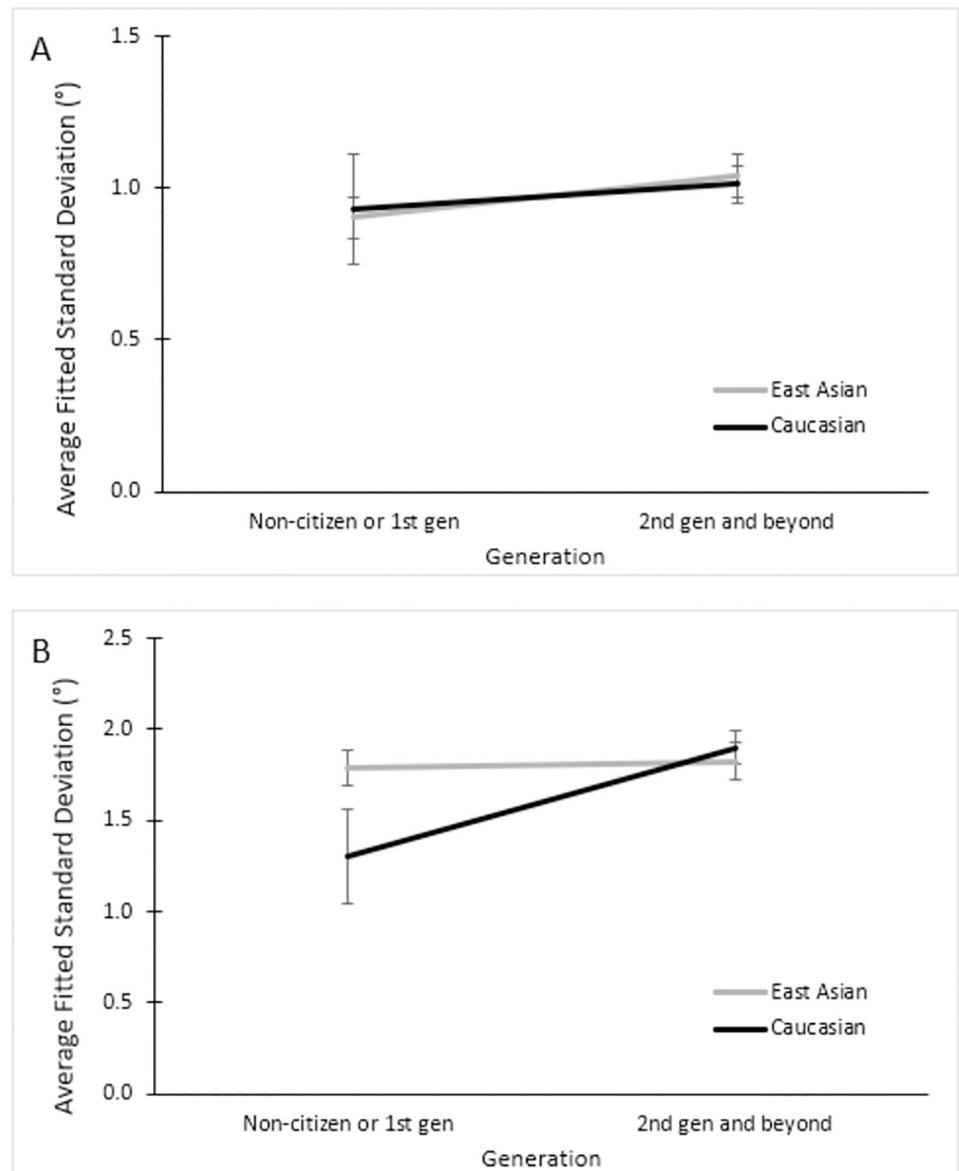 A
1.5
1.0
0.5
0.0
Average Fitted Standard Deviation (°)
East Asian
Caucasian
Non-citizen or 1st gen
2nd gen and beyond
Generation
B
2.5
2.0
1.5
1.0
0.5
0.0
Average Fitted Standard Deviation (°)
East Asian
Caucasian
Non-citizen or 1st gen
2nd gen and beyond
Generation